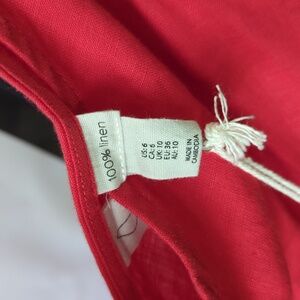 100% linen
US: 6
CA: 6
UK: 10
EU: 36
AU: 10
MADE IN
CAMBODIA